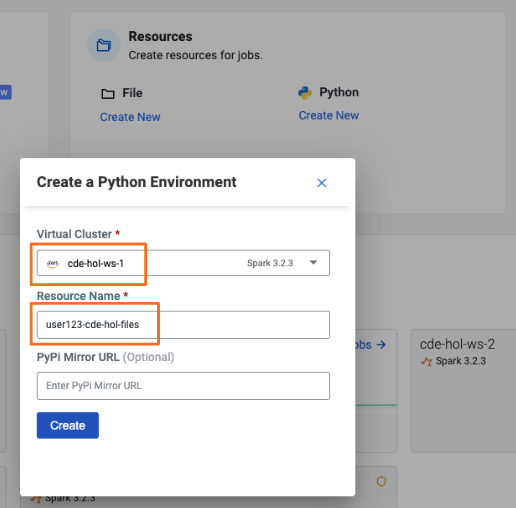 Resources
Create resources for jobs.
W
File
Python
Create New
Create New
Create a Python Environment
Virtual Cluster *
aws cde-hol-ws-1 Spark 3.2.3
Resource Name *
user123-cde-hol-files
PyPi Mirror URL (Optional)
Enter PyPi Mirror URL
Create
obs →
cde-hol-ws-2
Spark 3.2.3
Spark 3.2.3